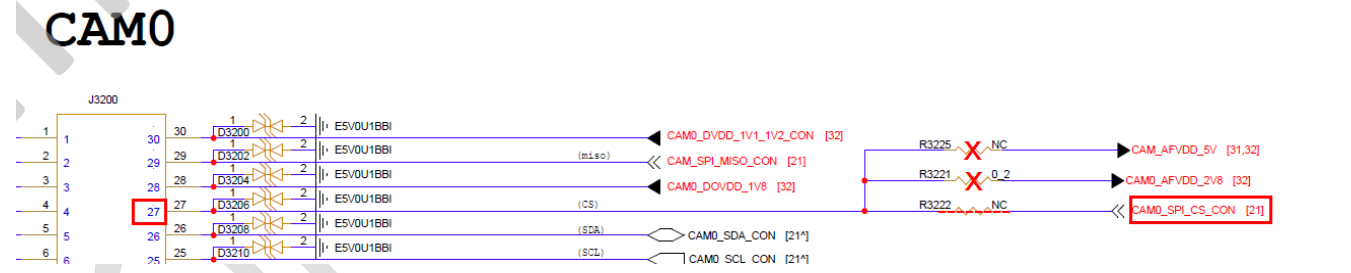 CAM0
J3200
1 1 30 30 D3200 1 2 E5V0U1BBI CAM0_DVDD_1V1_1V2_CON [32]
2 2 29 29 D3202 1 2 E5V0U1BBI (miso) CAM_SPI_MISO_CON [21] R3225 X NC CAM_AFVDD_5V [31,32]
3 3 28 28 D3204 1 2 E5V0U1BBI CAM0_DOVDD_1V8 [32] R3221 X 0_2 CAM0_AFVDD_2V8 [32]
4 4 27 27 D3206 1 2 E5V0U1BBI (CS) R3222 NC CAM0_SPI_CS_CON [21]
5 5 26 26 D3208 1 2 E5V0U1BBI (SDA) CAM0_SDA_CON [21^]
6 6 25 25 D3210 1 2 E5V0U1BBI (SCL) CAM0_SCL_CON [21^]